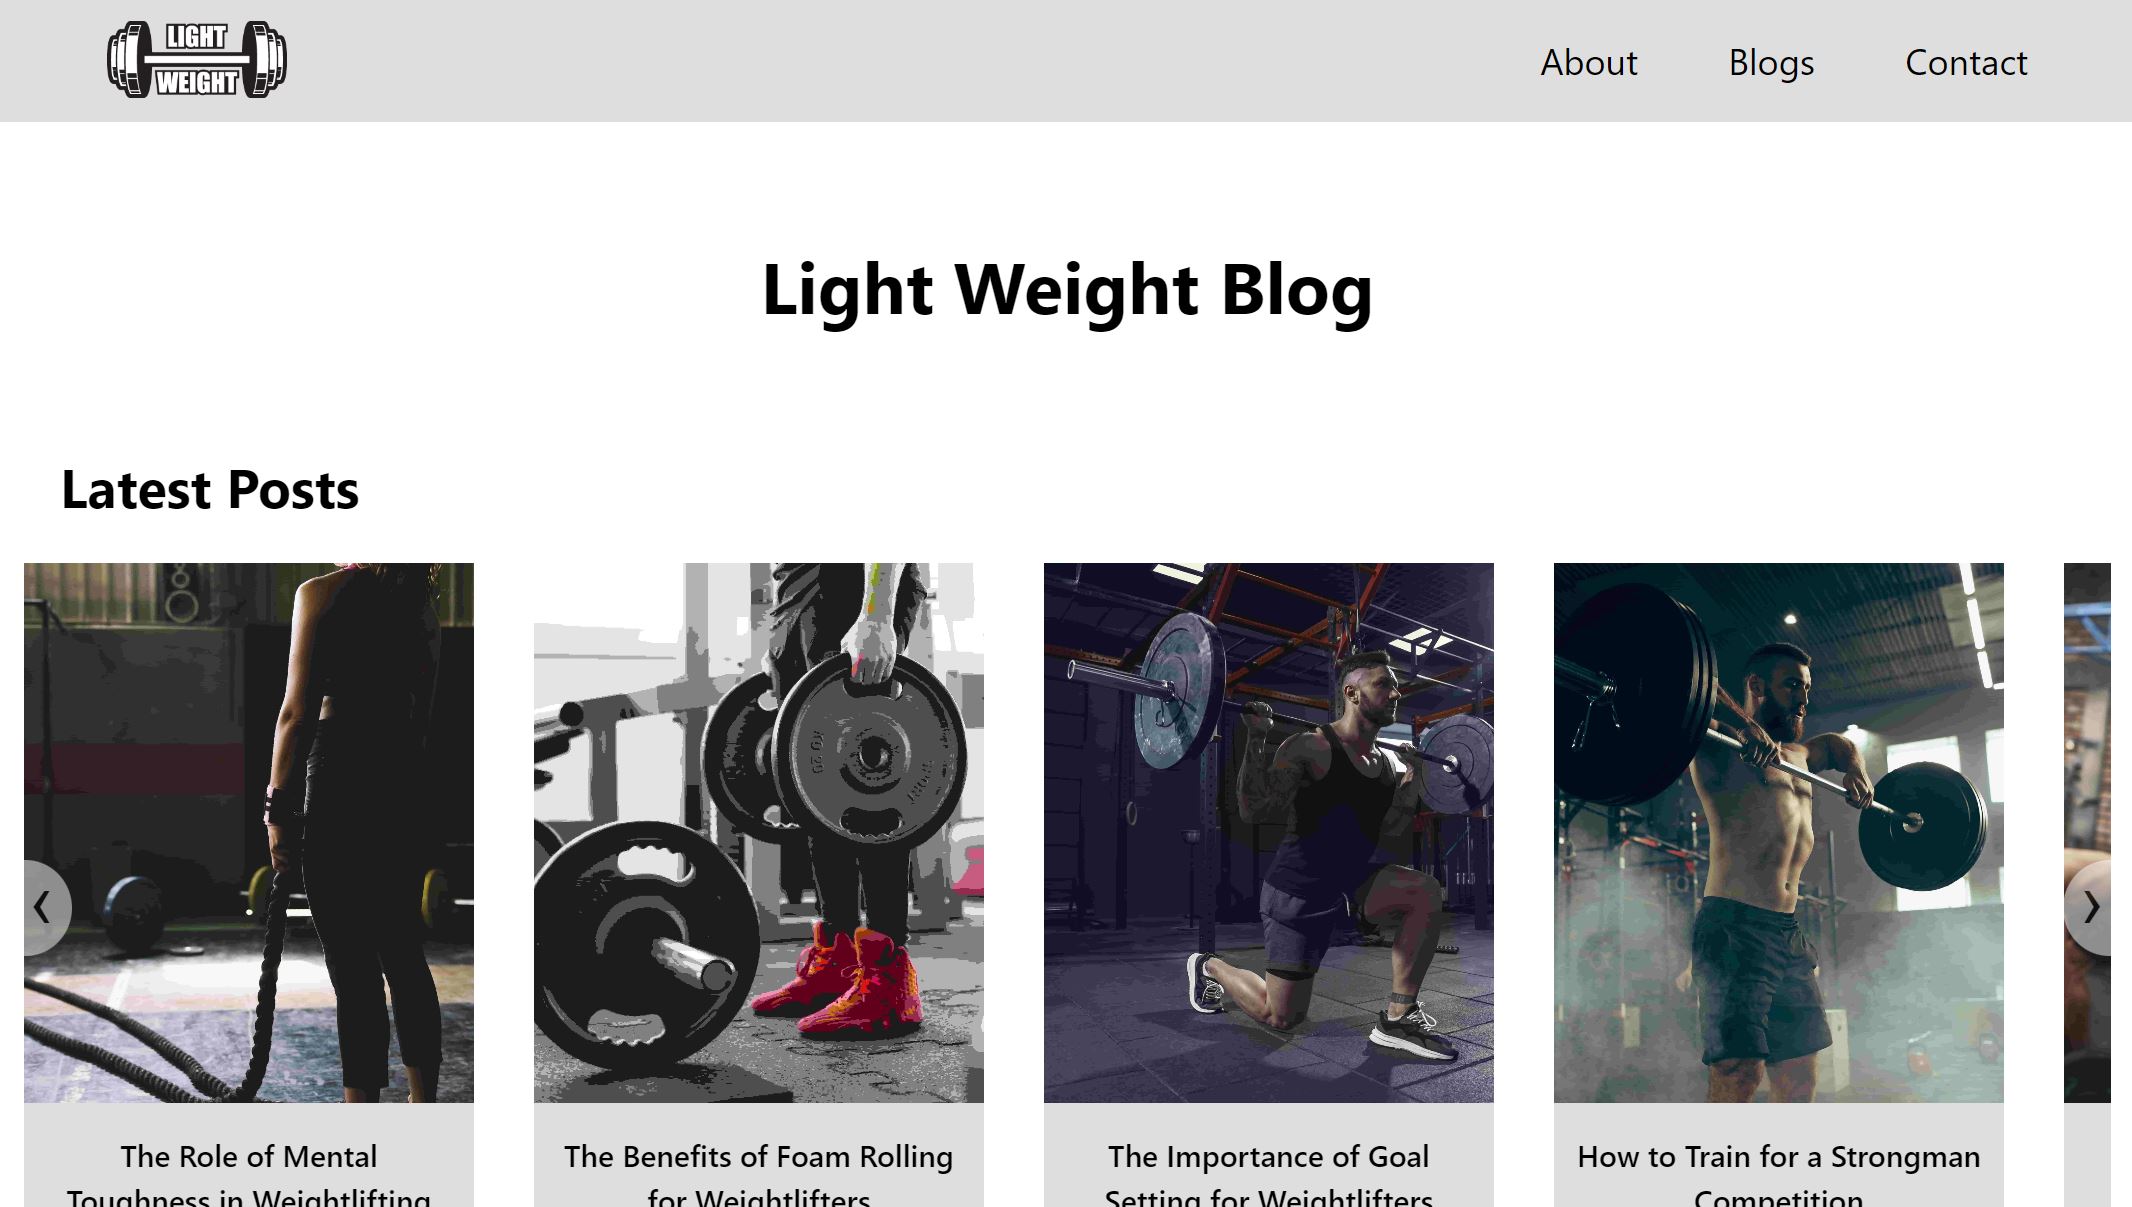 LIGHT
WEIGHT
About
Blogs
Contact
Light Weight Blog
Latest Posts
The Role of Mental
Toughness in Weightlifting
The Benefits of Foam Rolling
for Weightlifters
The Importance of Goal
Setting for Weightlifters
How to Train for a Strongman
Competition